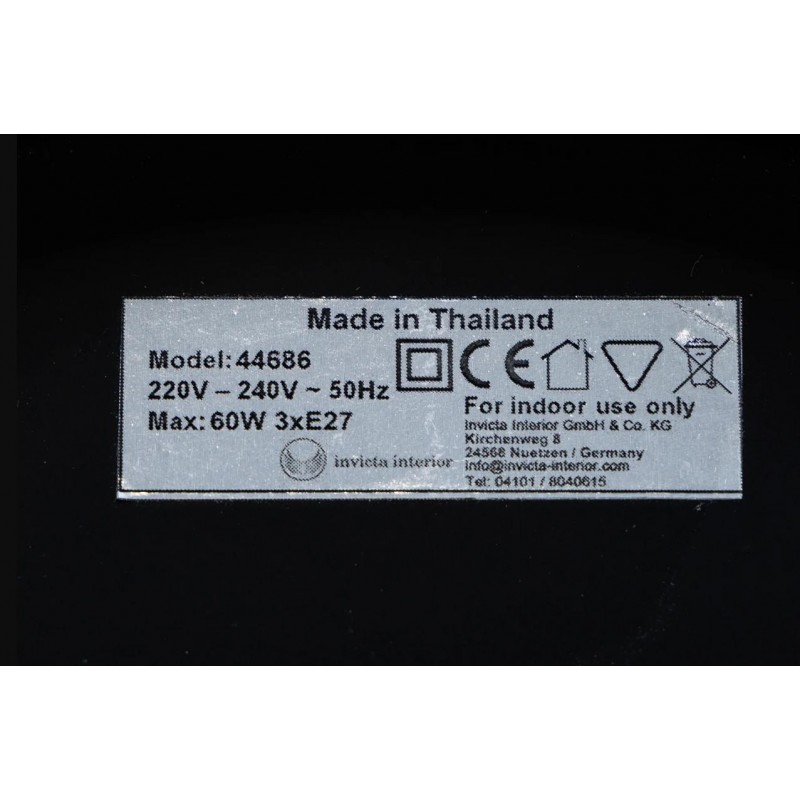 Made in Thailand
Model: 44686
220V – 240V ~ 50Hz
Max: 60W 3xE27
invicta interior
For indoor use only
Invicta Interior GmbH & Co. KG
Kirchenweg 8
24568 Nuetzen / Germany
info@invicta-interior.com
Tel: 04101 / 8040615